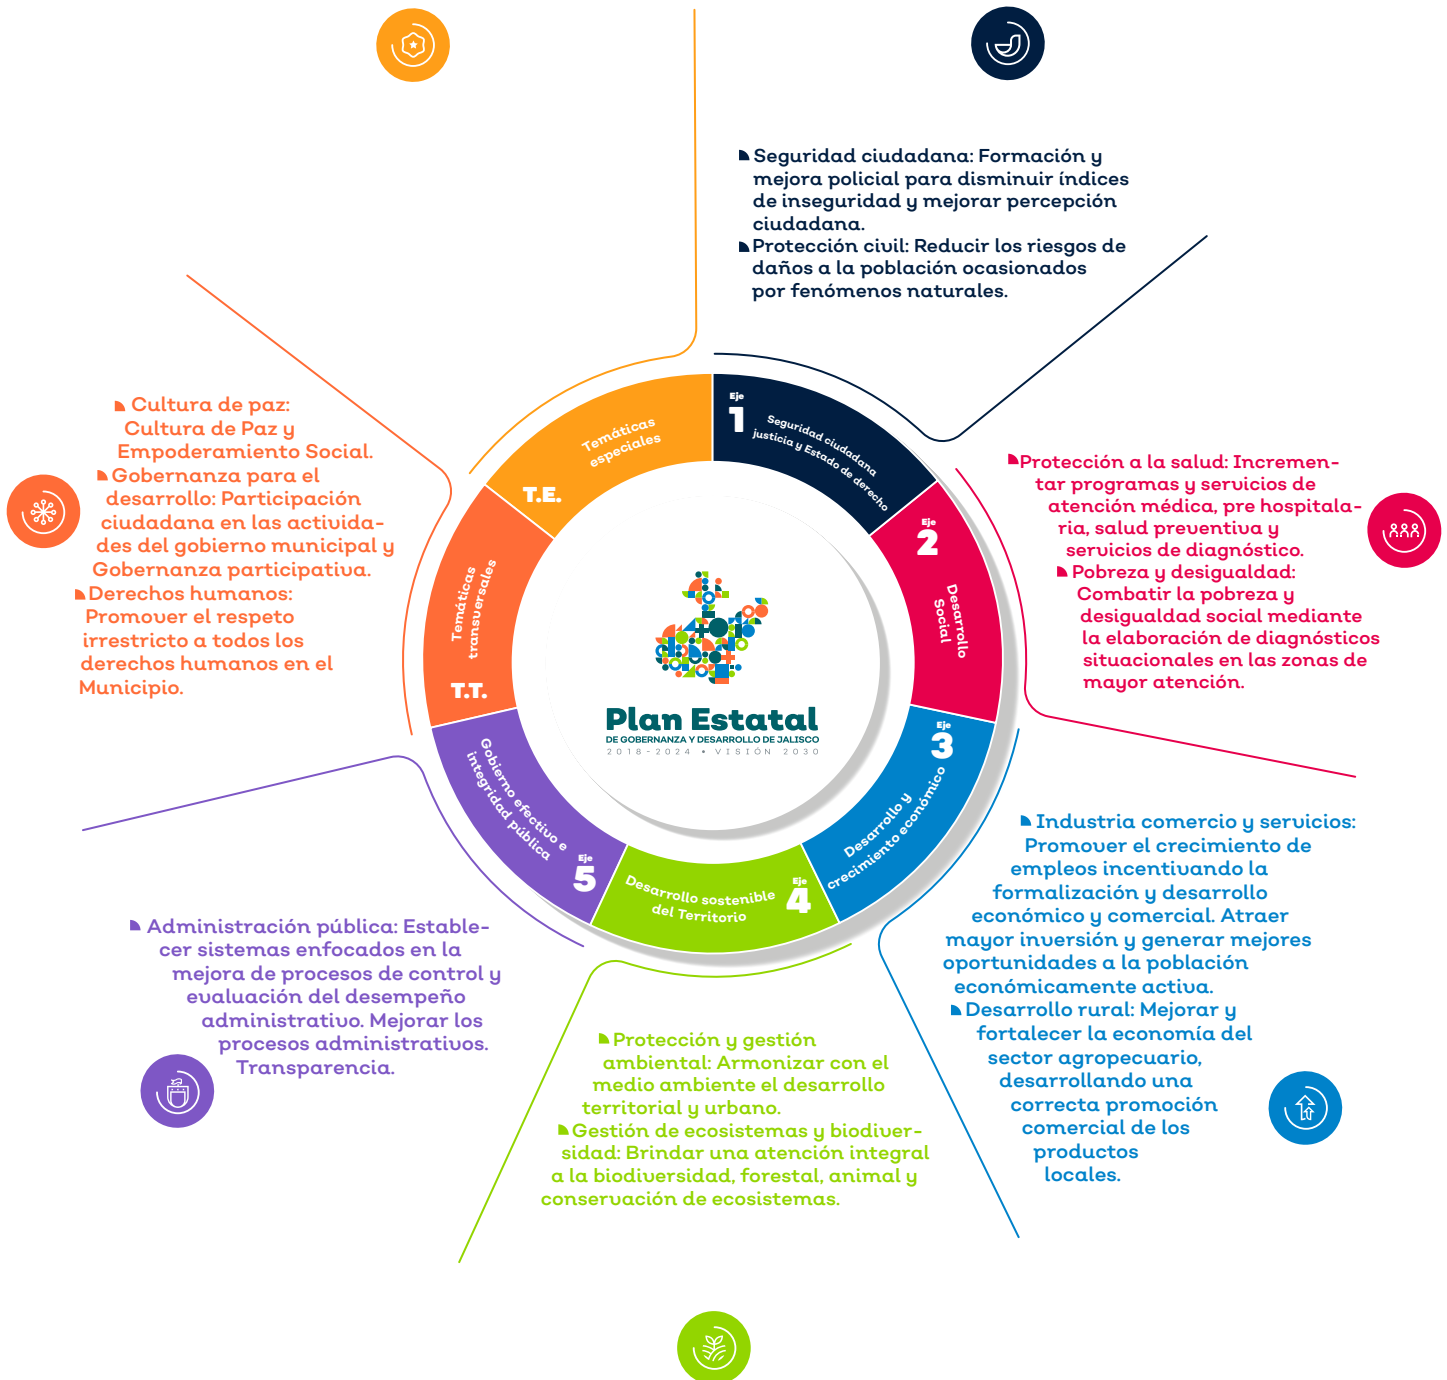 Seguridad ciudadana: Formación y
mejora policial para disminuir índices
de inseguridad y mejorar percepción
ciudadana.
Protección civil: Reducir los riesgos de
daños a la población ocasionados
por fenómenos naturales.
Eje
1
Seguridad ciudadana
justicia y Estado de derecho
Protección a la salud: Incremen-
tar programas y servicios de
atención médica, pre hospitala-
ria, salud preventiva y
servicios de diagnóstico.
Pobreza y desigualdad:
Combatir la pobreza y
desigualdad social mediante
la elaboración de diagnósticos
situacionales en las zonas de
mayor atención.
Eje
2
Desarrollo
Social
Eje
3
Desarrollo y
crecimiento económico
Industria comercio y servicios:
Promover el crecimiento de
empleos incentivando la
formalización y desarrollo
económico y comercial. Atraer
mayor inversión y generar mejores
oportunidades a la población
económicamente activa.
Desarrollo rural: Mejorar y
fortalecer la economía del
sector agropecuario,
desarrollando una
correcta promoción
comercial de los
productos
locales.
Eje
4
Desarrollo sostenible
del Territorio
Protección y gestión
ambiental: Armonizar con el
medio ambiente el desarrollo
territorial y urbano.
Gestión de ecosistemas y biodiver-
sidad: Brindar una atención integral
a la biodiversidad, forestal, animal y
conservación de ecosistemas.
Eje
5
Gobierno efectivo e
integridad pública
Administración pública: Estable-
cer sistemas enfocados en la
mejora de procesos de control y
evaluación del desempeño
administrativo. Mejorar los
procesos administrativos.
Transparencia.
T.T.
Temáticas
transversales
Cultura de paz:
Cultura de Paz y
Empoderamiento Social.
Gobernanza para el
desarrollo: Participación
ciudadana en las activida-
des del gobierno municipal y
Gobernanza participativa.
Derechos humanos:
Promover el respeto
irrestricto a todos los
derechos humanos en el
Municipio.
T.E.
Temáticas
especiales
Plan Estatal
DE GOBERNANZA Y DESARROLLO DE JALISCO
2018-2024 • VISIÓN 2030